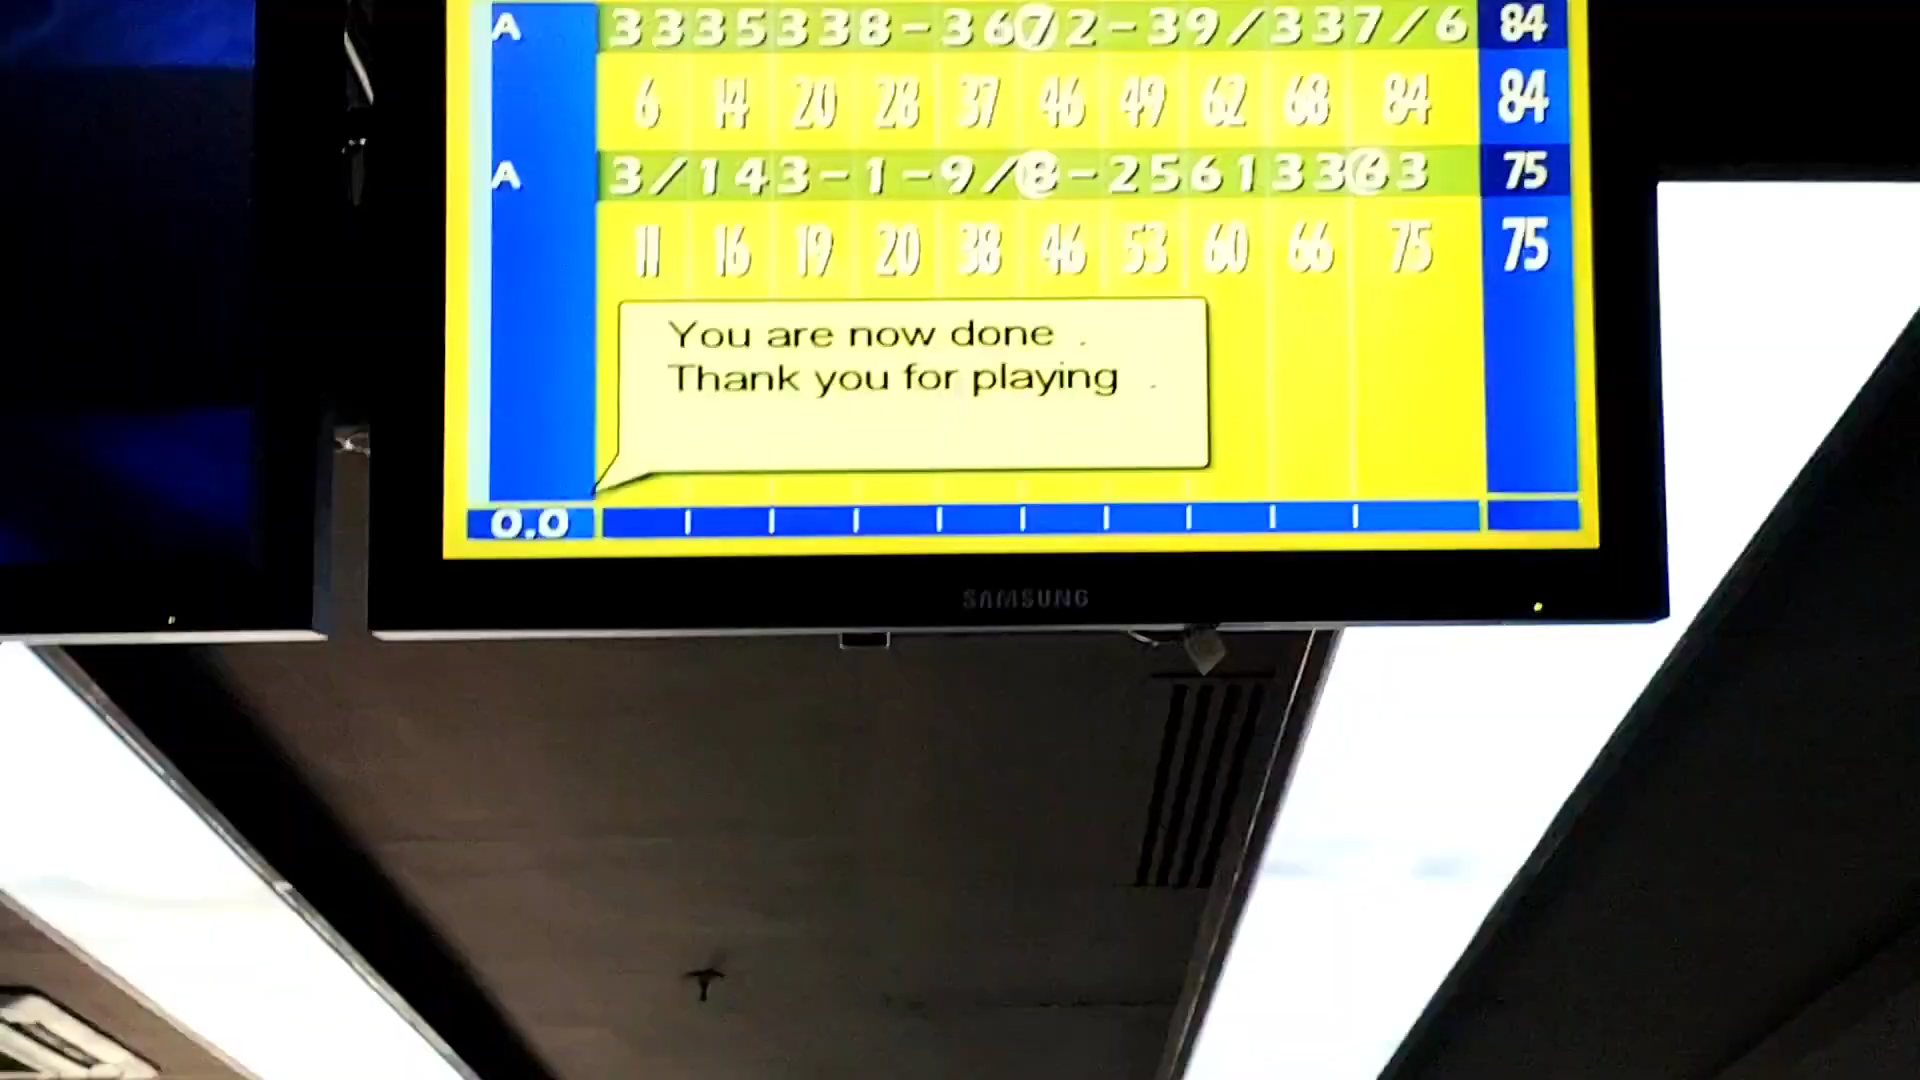 A 3 3 3 5 3 3 8 - 3 6 7 2 - 3 9 / 3 3 7 / 6 84
6 14 20 28 37 46 49 62 68 84 84
A 3 / 1 4 3 - 1 - 9 / 8 - 2 5 6 1 3 3 6 3 75
11 16 19 20 38 46 53 60 66 75 75
You are now done .
Thank you for playing .
0.0
SAMSUNG